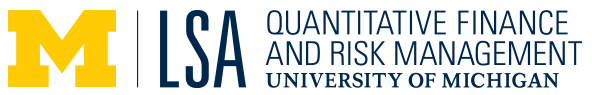 M
LSA
QUANTITATIVE FINANCE
AND RISK MANAGEMENT
UNIVERSITY OF MICHIGAN